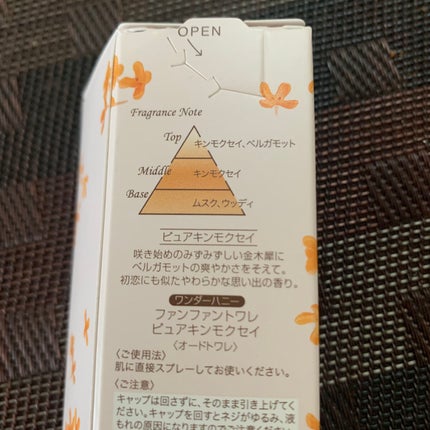 OPEN
Fragrance Note
Top キンモクセイ、ベルガモット
Middle キンモクセイ
Base ムスク、ウッディ
ピュアキンモクセイ
咲き始めのみずみずしい金木犀に
ベルガモットの爽やかさをそえて。
初恋にも似たやわらかな思い出の香り。
ワンダーハニー
ファンファントワレ
ピュアキンモクセイ
〈オードトワレ〉
〈ご使用法〉
肌に直接スプレーしてお使いください。
〈ご注意〉
キャップは回さずに、そのまま引き上げてく
ださい。キャップを回すとネジがゆるみ、液
もれの原因になりますのでご注意ください